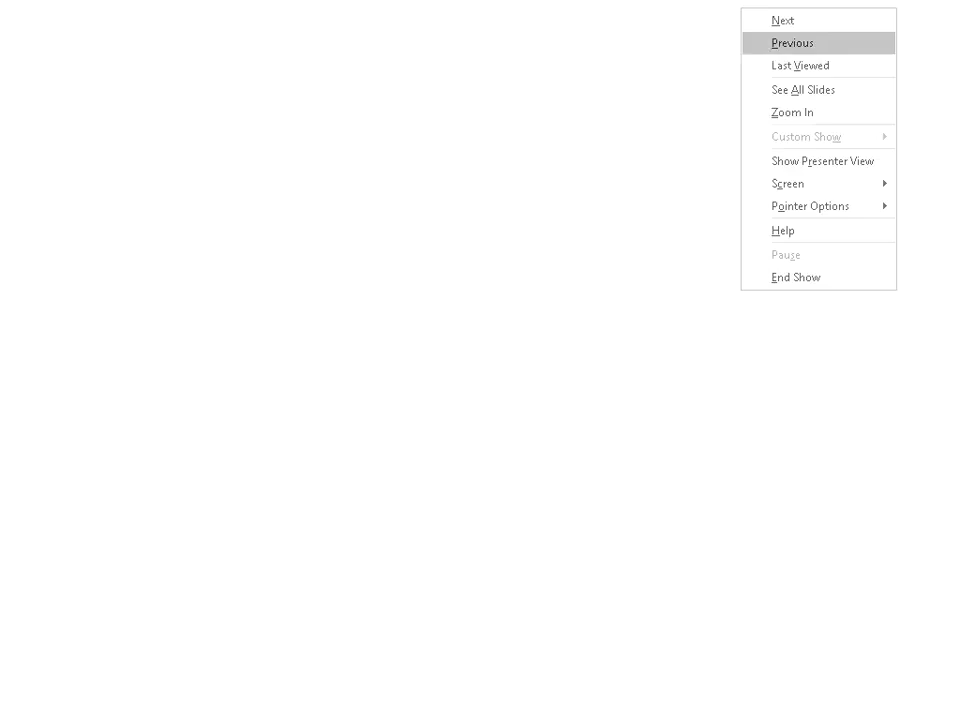 Next
Previous
Last Viewed
See All Slides
Zoom In
Custom Show
Show Presenter View
Screen
Pointer Options
Help
Pause
End Show